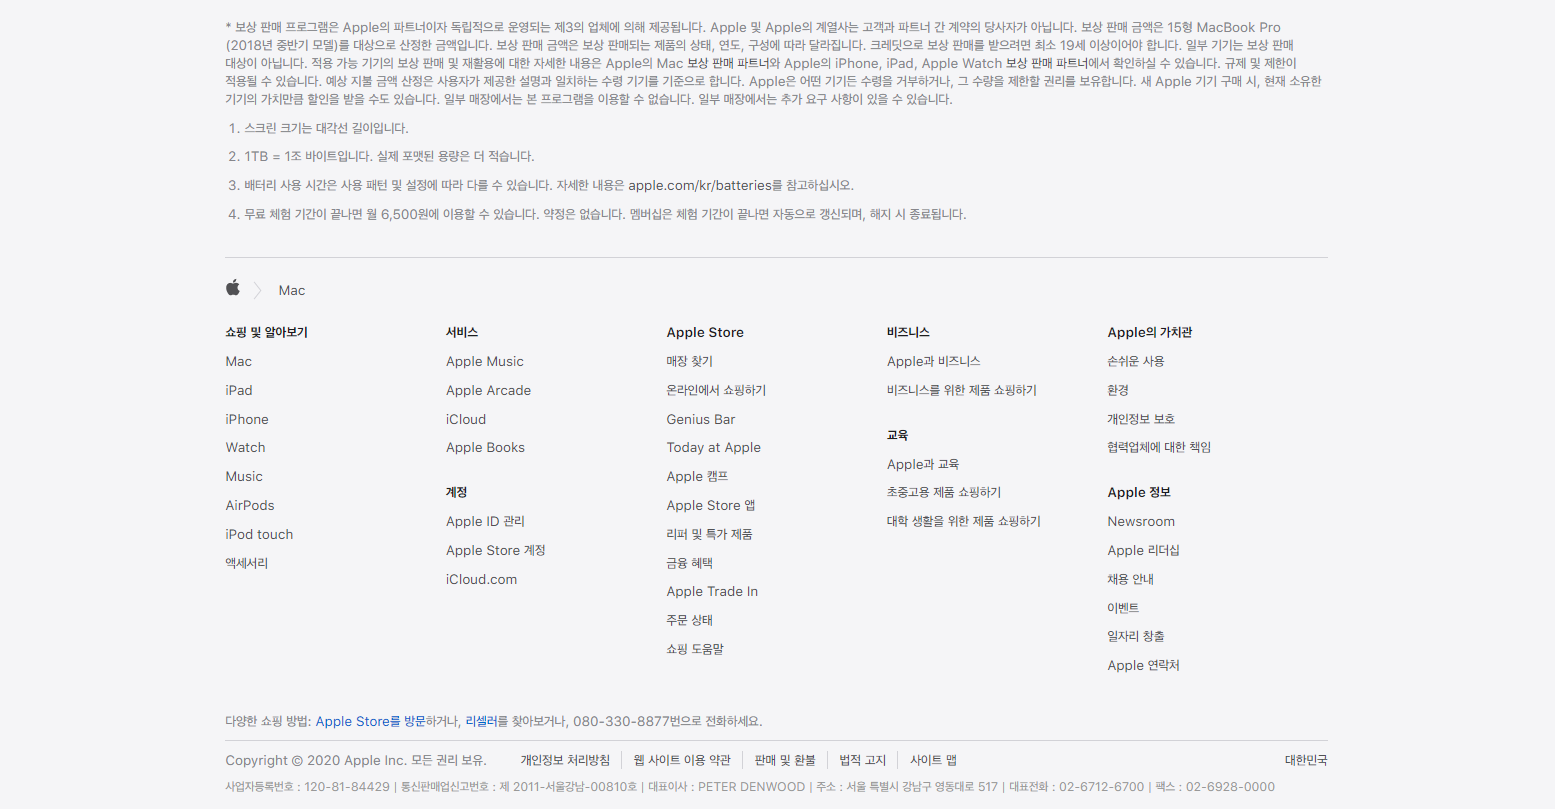 * 보상 판매 프로그램은 Apple의 파트너이자 독립적으로 운영되는 제3의 업체에 의해 제공됩니다. Apple 및 Apple의 계열사는 고객과 파트너 간 계약의 당사자가 아닙니다. 보상 판매 금액은 15형 MacBook Pro
(2018년 중반기 모델)를 대상으로 산정한 금액입니다. 보상 판매 금액은 보상 판매되는 제품의 상태, 연도, 구성에 따라 달라집니다. 크레딧으로 보상 판매를 받으려면 최소 19세 이상이어야 합니다. 일부 기기는 보상 판매
대상이 아닙니다. 적용 가능 기기의 보상 판매 및 재활용에 대한 자세한 내용은 Apple의 Mac 보상 판매 파트너와 Apple의 iPhone, iPad, Apple Watch 보상 판매 파트너에서 확인하실 수 있습니다. 규제 및 제한이
적용될 수 있습니다. 예상 지불 금액 산정은 사용자가 제공한 설명과 일치하는 수령 기기를 기준으로 합니다. Apple은 어떤 기기든 수령을 거부하거나, 그 수량을 제한할 권리를 보유합니다. 새 Apple 기기 구매 시, 현재 소유한
기기의 가치만큼 할인을 받을 수도 있습니다. 일부 매장에서는 본 프로그램을 이용할 수 없습니다. 일부 매장에서는 추가 요구 사항이 있을 수 있습니다.
1. 스크린 크기는 대각선 길이입니다.
2. 1TB = 1조 바이트입니다. 실제 포맷된 용량은 더 적습니다.
3. 배터리 사용 시간은 사용 패턴 및 설정에 따라 다를 수 있습니다. 자세한 내용은 apple.com/kr/batteries를 참고하십시오.
4. 무료 체험 기간이 끝나면 월 6,500원에 이용할 수 있습니다. 약정은 없습니다. 멤버십은 체험 기간이 끝나면 자동으로 갱신되며, 해지 시 종료됩니다.
Mac
쇼핑 및 알아보기
Mac
iPad
iPhone
Watch
Music
AirPods
iPod touch
액세서리
서비스
Apple Music
Apple Arcade
iCloud
Apple Books
계정
Apple ID 관리
Apple Store 계정
iCloud.com
Apple Store
매장 찾기
온라인에서 쇼핑하기
Genius Bar
Today at Apple
Apple 캠프
Apple Store 앱
리퍼 및 특가 제품
금융 혜택
Apple Trade In
주문 상태
쇼핑 도움말
비즈니스
Apple과 비즈니스
비즈니스를 위한 제품 쇼핑하기
교육
Apple과 교육
초중고용 제품 쇼핑하기
대학 생활을 위한 제품 쇼핑하기
Apple의 가치관
손쉬운 사용
환경
개인정보 보호
협력업체에 대한 책임
Apple 정보
Newsroom
Apple 리더십
채용 안내
이벤트
일자리 창출
Apple 연락처
다양한 쇼핑 방법: Apple Store를 방문하거나, 리셀러를 찾아보거나, 080-330-8877번으로 전화하세요.
Copyright © 2020 Apple Inc. 모든 권리 보유. 개인정보 처리방침 | 웹 사이트 이용 약관 | 판매 및 환불 | 법적 고지 | 사이트 맵 대한민국
사업자등록번호 : 120-81-84429 | 통신판매업신고번호 : 제 2011-서울강남-00810호 | 대표이사 : PETER DENWOOD | 주소 : 서울 특별시 강남구 영동대로 517 | 대표전화 : 02-6712-6700 | 팩스 : 02-6928-0000